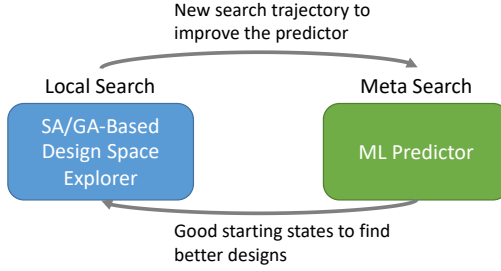 New search trajectory to
improve the predictor
Local Search
Meta Search
SA/GA-Based
Design Space
Explorer
ML Predictor
Good starting states to find
better designs